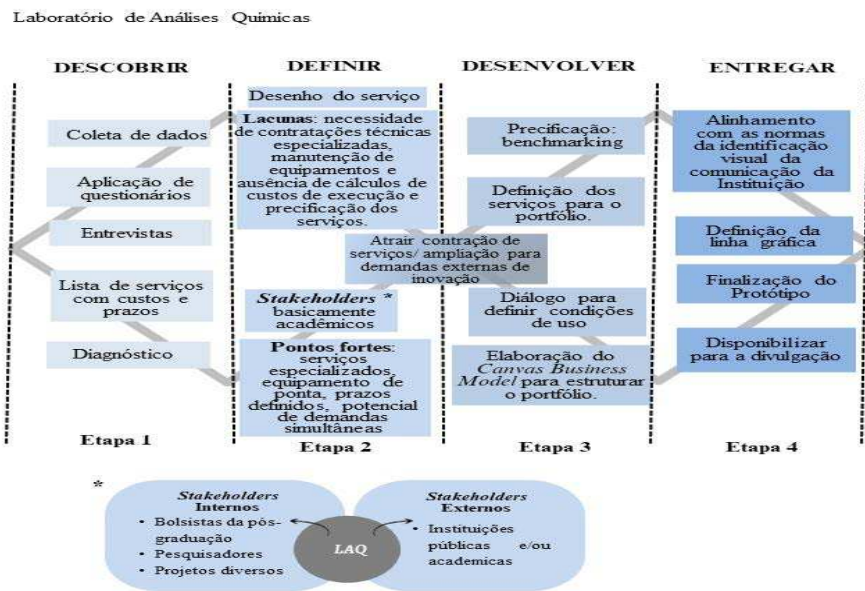 Laboratório de Análises Químicas
DESCOBRIR
DEFINIR
DESENVOLVER
ENTREGAR
Coleta de dados
Aplicação de
questionários
Entrevistas
Lista de serviços
com custos e
prazos
Diagnóstico
Etapa 1
Desenho do serviço
Lacunas: necessidade
de contratações técnicas
especializadas,
manutenção de
equipamentos e
ausência de cálculos de
custos de execução e
precificação dos
serviços.
Atrair contração de
serviços/ ampliação para
demandas externas de
inovação
Stakeholders *
basicamente
acadêmicos
Pontos fortes:
serviços
especializados,
equipamento de
ponta, prazos
definidos, potencial
de demandas
simultâneas
Etapa 2
Precificação:
benchmarking
Definição dos
serviços para o
portfólio.
Diálogo para
definir condições
de uso
Elaboração do
Canvas Business
Model para estruturar
o portfólio.
Etapa 3
Alinhamento
com as normas
da identificação
visual da
comunicação da
Instituição
Definição da
linha gráfica
Finalização do
Protótipo
Disponibilizar
para a divulgação
Etapa 4
*
Stakeholders
Internos
• Bolsistas da pós-
graduação
• Pesquisadores
• Projetos diversos
LAQ
Stakeholders
Externos
• Instituições
públicas e/ou
academicas